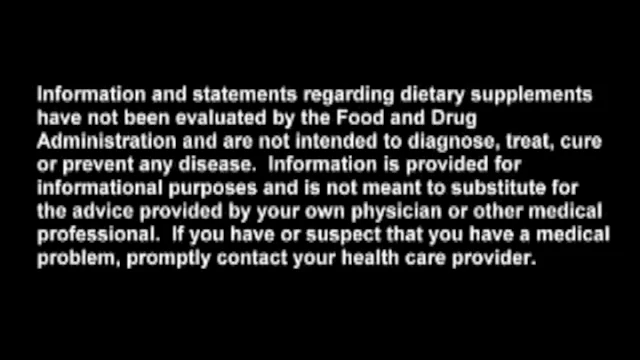 Information and statements regarding dietary supplements
have not been evaluated by the Food and Drug
Administration and are not intended to diagnose, treat, cure
or prevent any disease.  Information is provided for
informational purposes and is not meant to substitute for
the advice provided by your own physician or other medical
professional.  If you have or suspect that you have a medical
problem, promptly contact your health care provider.